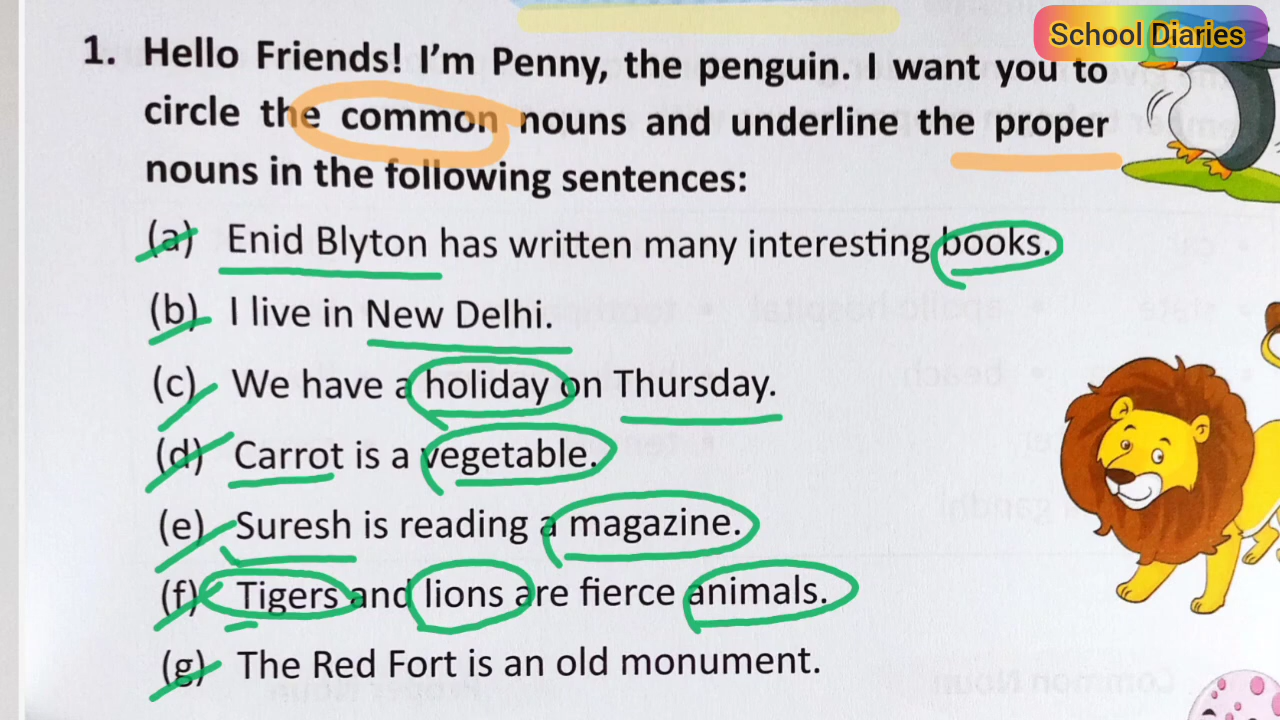 School Diaries
1. Hello Friends! I'm Penny, the penguin. I want you to
circle the common nouns and underline the proper
nouns in the following sentences:
(a) Enid Blyton has written many interesting books.
(b) I live in New Delhi.
(c) We have a holiday on Thursday.
(d) Carrot is a vegetable.
(e) Suresh is reading a magazine.
(f) Tigers and lions are fierce animals.
(g) The Red Fort is an old monument.